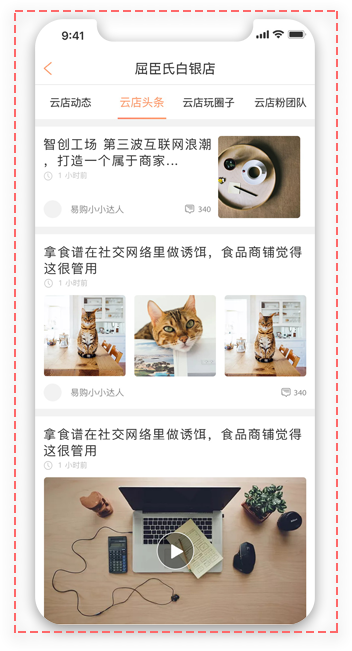 9:41
屈臣氏白银店
云店动态 云店头条 云店玩圈子 云店粉团队
智创工场 第三波互联网浪潮
，打造一个属于商家...
1 小时前
易购小小达人 340
拿食谱在社交网络里做诱饵，食品商铺觉得
这很管用
1 小时前
易购小小达人 340
拿食谱在社交网络里做诱饵，食品商铺觉得
这很管用
1 小时前